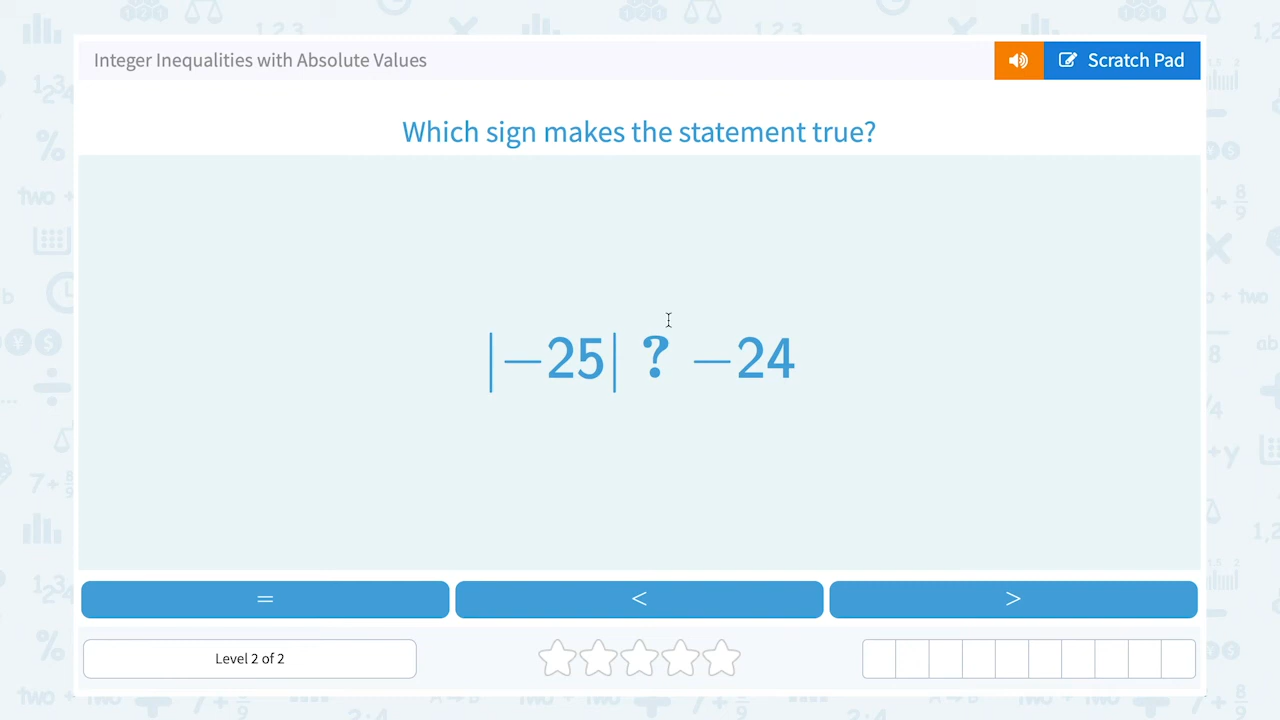 Integer Inequalities with Absolute Values
Scratch Pad
Which sign makes the statement true?
|−25| ? −24
=
<
>
Level 2 of 2